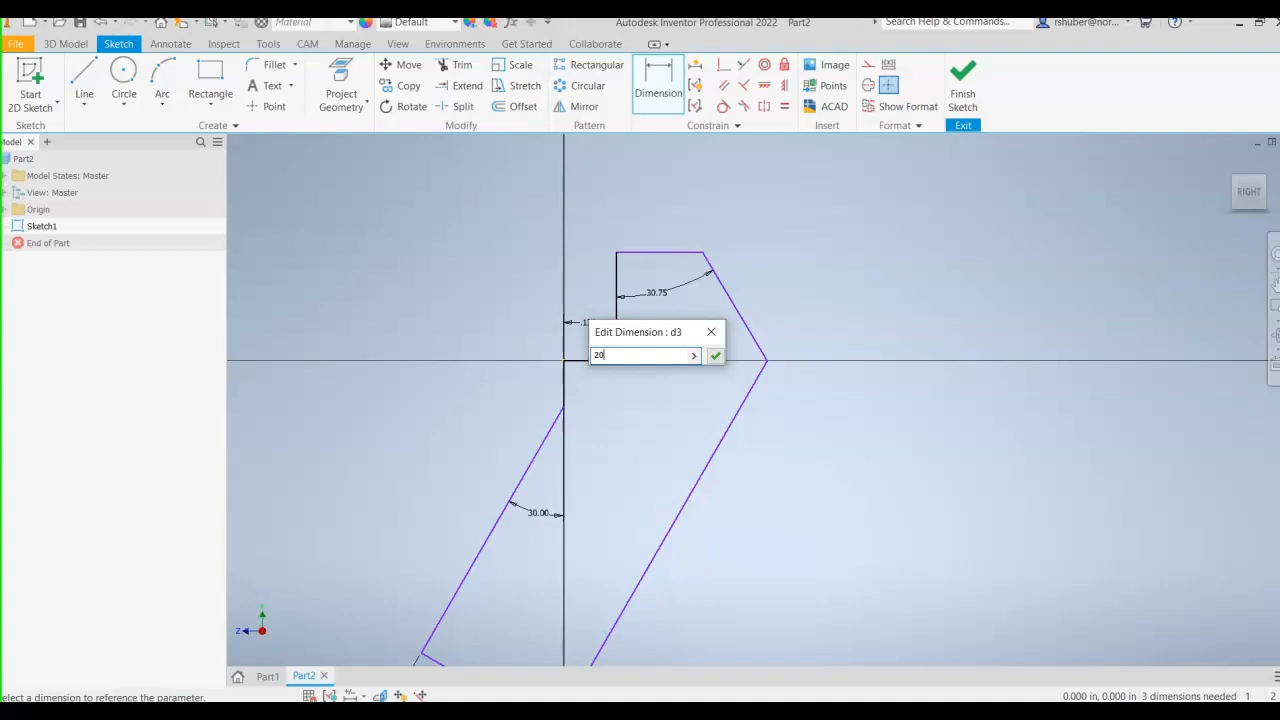 Material
Default
Autodesk Inventor Professional 2022 Part2
Search Help & Commands...
rshuber@nor...
File 3D Model Sketch Annotate Inspect Tools CAM Manage View Environments Get Started Collaborate
Start
2D Sketch
Line
Circle
Arc
Rectangle
Fillet
Text
Point
Project
Geometry
Move
Copy
Rotate
Trim
Extend
Split
Scale
Stretch
Offset
Rectangular
Circular
Mirror
Dimension
Image
Points
ACAD
Show Format
Finish
Sketch
Sketch Create Modify Pattern Constrain Insert Format Exit
Model
Part2
Model States: Master
View: Master
Origin
Sketch1
End of Part
RIGHT
30.75
Edit Dimension : d3
20
30.00
Y
Z
Part1 Part2
elect a dimension to reference the parameter.
0.000 in, 0.000 in 3 dimensions needed 1 2